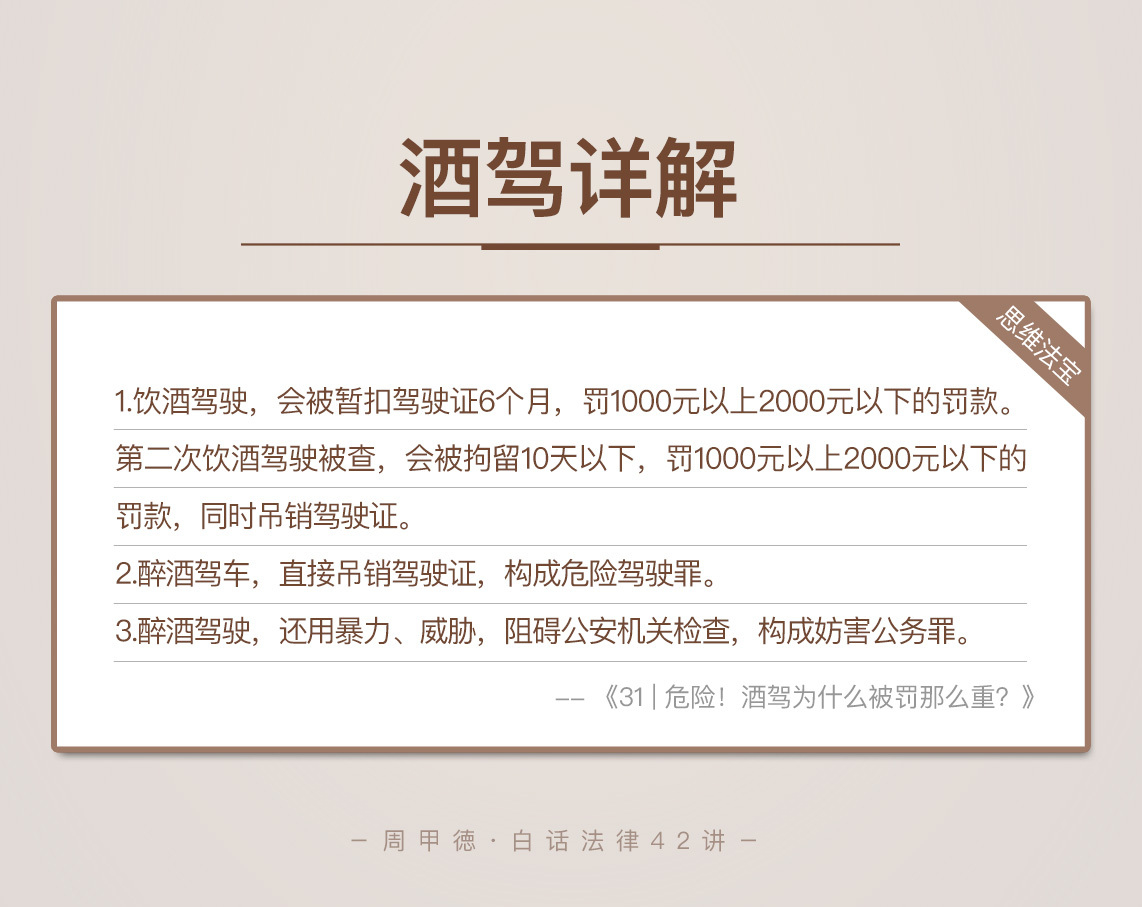 酒驾详解
思维法宝
1.饮酒驾驶，会被暂扣驾驶证6个月，罚1000元以上2000元以下的罚款。
第二次饮酒驾驶被查，会被拘留10天以下，罚1000元以上2000元以下的
罚款，同时吊销驾驶证。
2.醉酒驾车，直接吊销驾驶证，构成危险驾驶罪。
3.醉酒驾驶，还用暴力、威胁，阻碍公安机关检查，构成妨害公务罪。
-- 《31 | 危险！酒驾为什么被罚那么重？》
– 周甲德·白话法律42讲 –